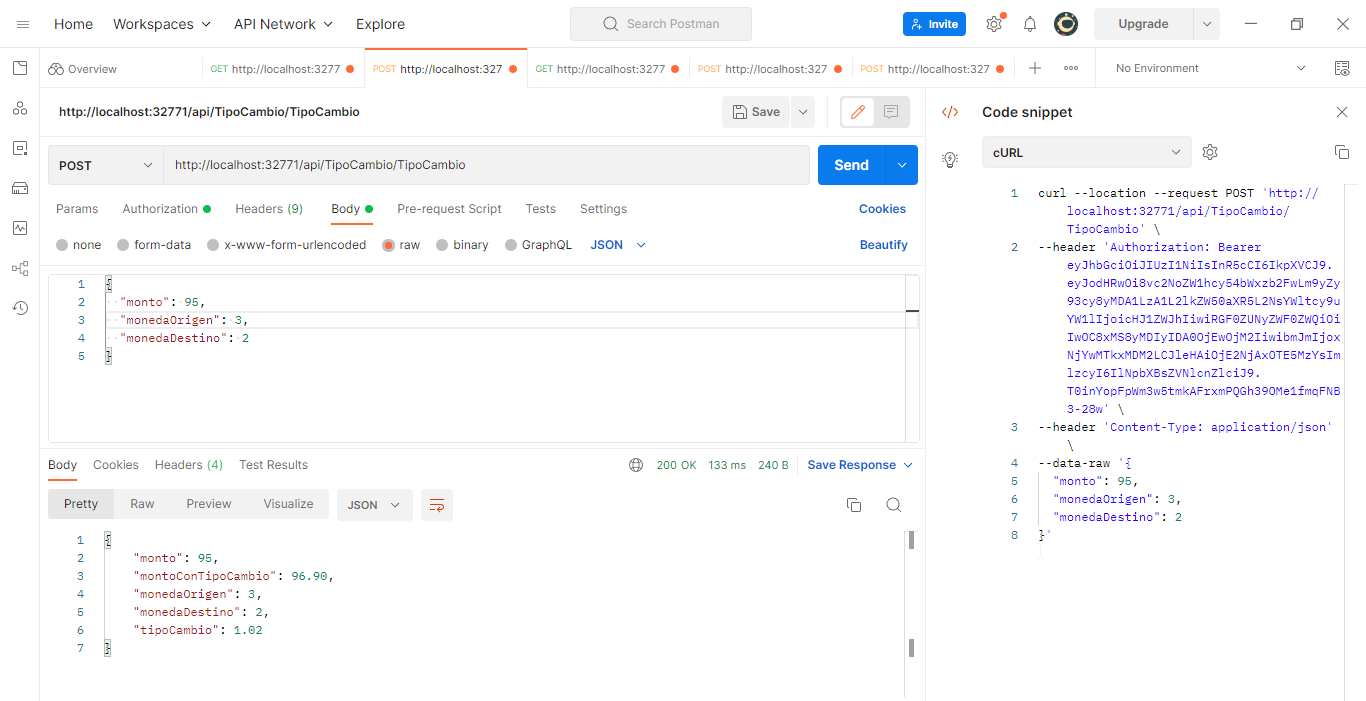 Home Workspaces API Network Explore Search Postman Invite Upgrade
Overview GET http://localhost:3277 POST http://localhost:327 GET http://localhost:3277 POST http://localhost:327 POST http://localhost:327 No Environment
http://localhost:32771/api/TipoCambio/TipoCambio Save
POST http://localhost:32771/api/TipoCambio/TipoCambio Send
Params Authorization Headers (9) Body Pre-request Script Tests Settings Cookies
none form-data x-www-form-urlencoded raw binary GraphQL JSON Beautify
1 {
2 "monto": 95,
3 "monedaOrigen": 3,
4 "monedaDestino": 2
5 }
Body Cookies Headers (4) Test Results 200 OK 133 ms 240 B Save Response
Pretty Raw Preview Visualize JSON
1 {
2 "monto": 95,
3 "montoConTipoCambio": 96.90,
4 "monedaOrigen": 3,
5 "monedaDestino": 2,
6 "tipoCambio": 1.02
7 }
Code snippet
cURL
1 curl --location --request POST 'http://
localhost:32771/api/TipoCambio/
TipoCambio' \
2 --header 'Authorization: Bearer
eyJhbGciOiJIUzI1NiIsInR5cCI6IkpXVCJ9.
eyJodHRwOi8vc2NoZW1hcy54bWxzb2FwLm9yZy
93cy8yMDA1LzA1L2lkZW50aXR5L2NsYWltcy9u
YW1lIjoicHJ1ZWJhIiwiRGF0ZUNyZWF0ZWQiOi
IwOC8xMS8yMDIyIDA0OjEwOjM2IiwibmJmIjox
NjYwMTkxMDM2LCJleHAiOjE2NjAxOTE5MzYsIm
lzcyI6IlNpbXBsZVNlcnZlciJ9.
T0inYopFpWm3w5tmkAFrxmPQGh39OMe1fmqFNB
3-28w' \
3 --header 'Content-Type: application/json'
\
4 --data-raw '{
5 "monto": 95,
6 "monedaOrigen": 3,
7 "monedaDestino": 2
8 }'